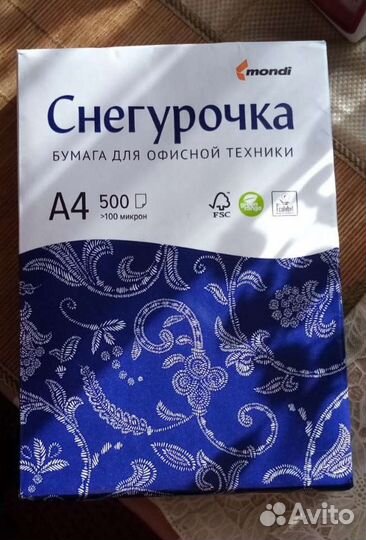 mondi
Снегурочка
БУМАГА ДЛЯ ОФИСНОЙ ТЕХНИКИ
A4 500
>100 микрон
FSC
Avito